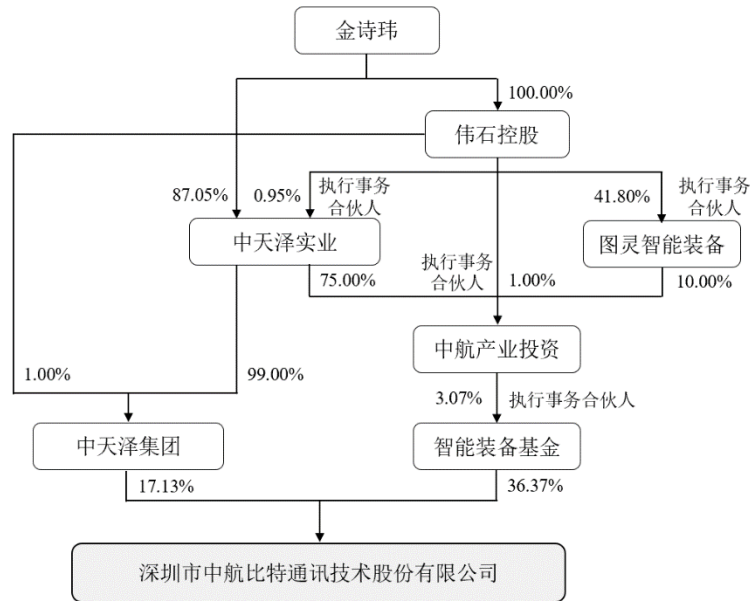 金诗玮
100.00%
伟石控股
87.05%
0.95%
执行事务
合伙人
41.80%
执行事务
合伙人
中天泽实业
图灵智能装备
执行事务
合伙人
75.00%
1.00%
10.00%
中航产业投资
1.00%
99.00%
3.07%
执行事务合伙人
中天泽集团
智能装备基金
17.13%
36.37%
深圳市中航比特通讯技术股份有限公司